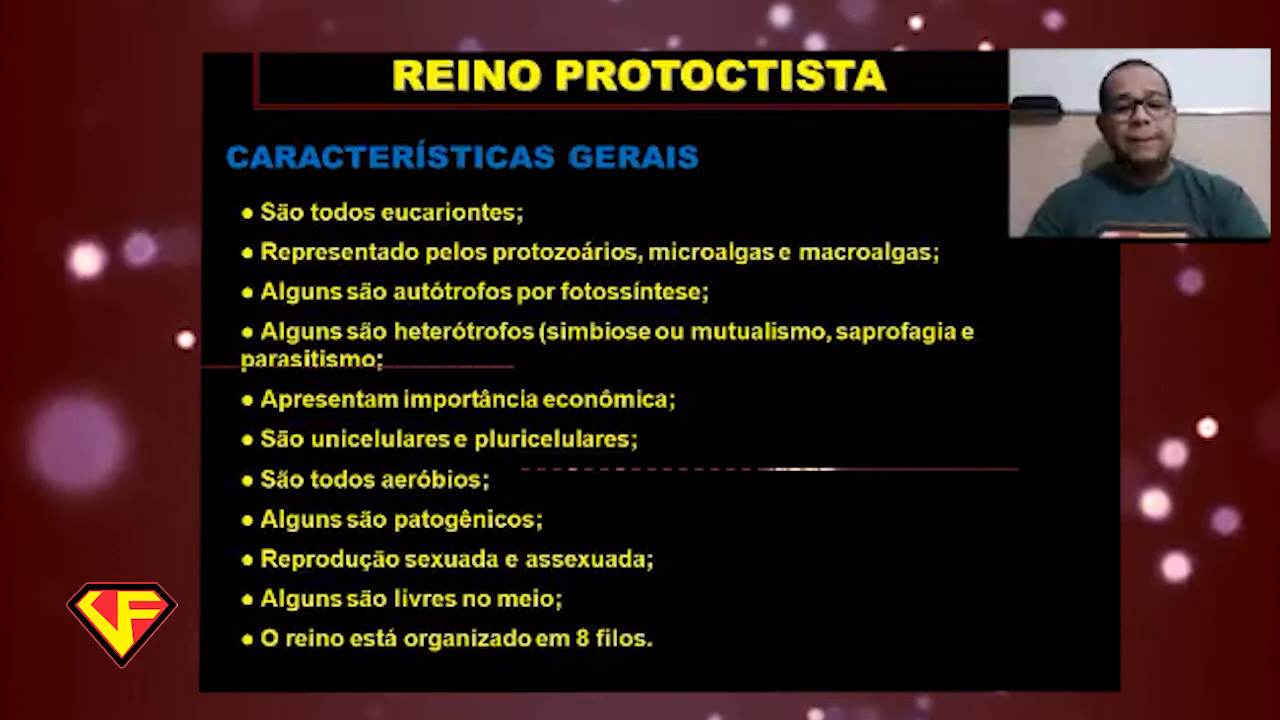 REINO PROTOCTISTA
CARACTERÍSTICAS GERAIS
● São todos eucariontes;
● Representado pelos protozoários, microalgas e macroalgas;
● Alguns são autótrofos por fotossíntese;
● Alguns são heterótrofos (simbiose ou mutualismo, saprofagia e
parasitismo;
● Apresentam importância econômica;
● São unicelulares e pluricelulares;
● São todos aeróbios;
● Alguns são patogênicos;
● Reprodução sexuada e assexuada;
● Alguns são livres no meio;
● O reino está organizado em 8 filos.
VF